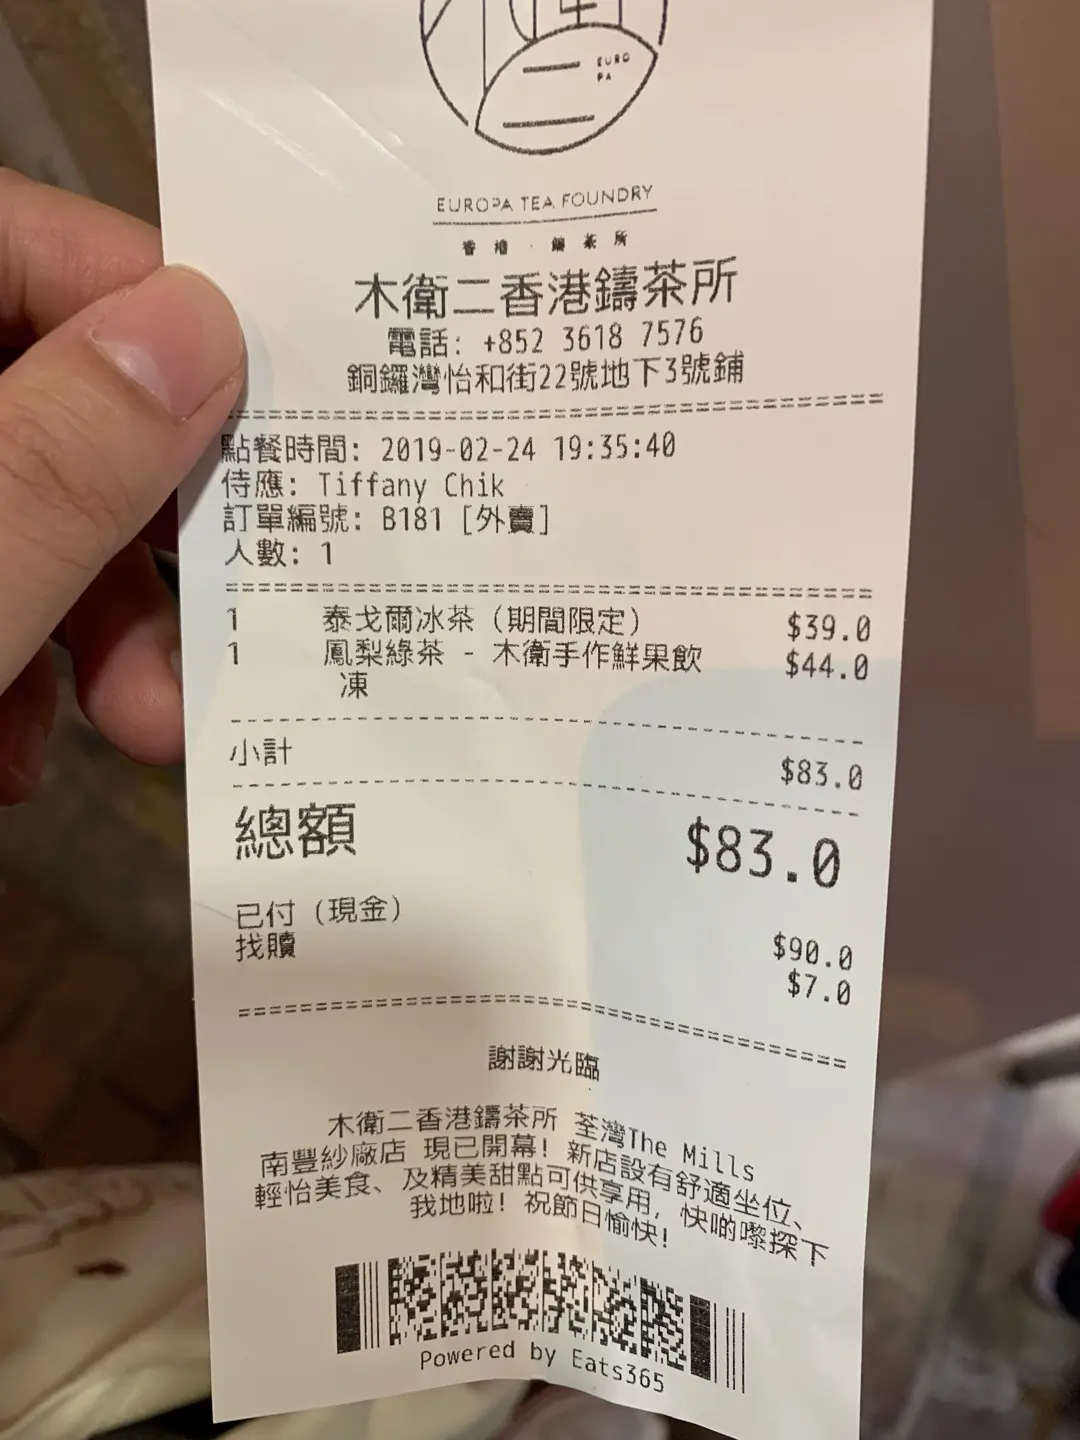 木衛二
EURO
PA
EUROPA TEA FOUNDRY
香港·鑄茶所
木衛二香港鑄茶所
電話: +852 3618 7576
銅鑼灣怡和街22號地下3號鋪
點餐時間: 2019-02-24 19:35:40
侍應: Tiffany Chik
訂單編號: B181 [外賣]
人數: 1
1 泰戈爾冰茶 (期間限定) $39.0
1 鳳梨綠茶 - 木衛手作鮮果飲 $44.0
凍
小計 $83.0
總額 $83.0
已付 (現金) $90.0
找贖 $7.0
謝謝光臨
木衛二香港鑄茶所 荃灣The Mills
南豐紗廠店 現已開幕! 新店設有舒適坐位、
輕怡美食、及精美甜點可供享用, 快啲嚟探下
我地啦! 祝節日愉快!
Powered by Eats365